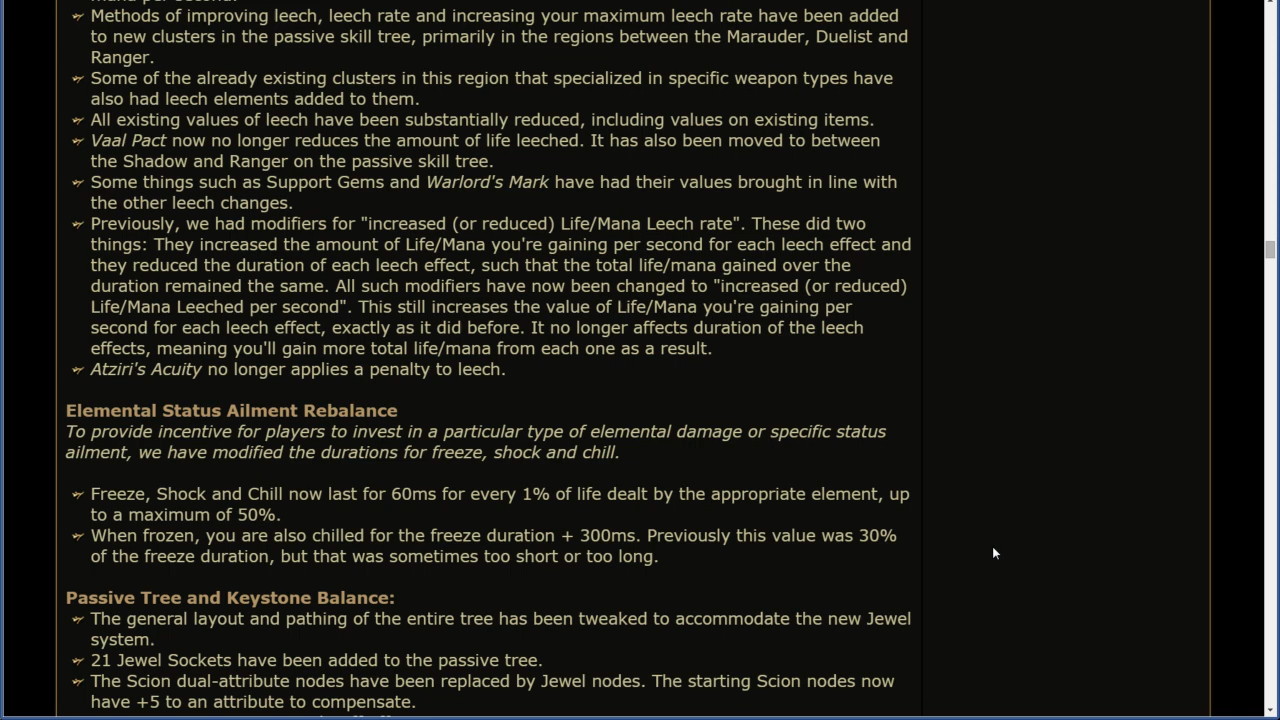 Methods of improving leech, leech rate and increasing your maximum leech rate have been added
to new clusters in the passive skill tree, primarily in the regions between the Marauder, Duelist and
Ranger.
Some of the already existing clusters in this region that specialized in specific weapon types have
also had leech elements added to them.
All existing values of leech have been substantially reduced, including values on existing items.
Vaal Pact now no longer reduces the amount of life leeched. It has also been moved to between
the Shadow and Ranger on the passive skill tree.
Some things such as Support Gems and Warlord's Mark have had their values brought in line with
the other leech changes.
Previously, we had modifiers for "increased (or reduced) Life/Mana Leech rate". These did two
things: They increased the amount of Life/Mana you're gaining per second for each leech effect and
they reduced the duration of each leech effect, such that the total life/mana gained over the
duration remained the same. All such modifiers have now been changed to "increased (or reduced)
Life/Mana Leeched per second". This still increases the value of Life/Mana you're gaining per
second for each leech effect, exactly as it did before. It no longer affects duration of the leech
effects, meaning you'll gain more total life/mana from each one as a result.
Atziri's Acuity no longer applies a penalty to leech.
Elemental Status Ailment Rebalance
To provide incentive for players to invest in a particular type of elemental damage or specific status
ailment, we have modified the durations for freeze, shock and chill.
Freeze, Shock and Chill now last for 60ms for every 1% of life dealt by the appropriate element, up
to a maximum of 50%.
When frozen, you are also chilled for the freeze duration + 300ms. Previously this value was 30%
of the freeze duration, but that was sometimes too short or too long.
Passive Tree and Keystone Balance:
The general layout and pathing of the entire tree has been tweaked to accommodate the new Jewel
system.
21 Jewel Sockets have been added to the passive tree.
The Scion dual-attribute nodes have been replaced by Jewel nodes. The starting Scion nodes now
have +5 to an attribute to compensate.